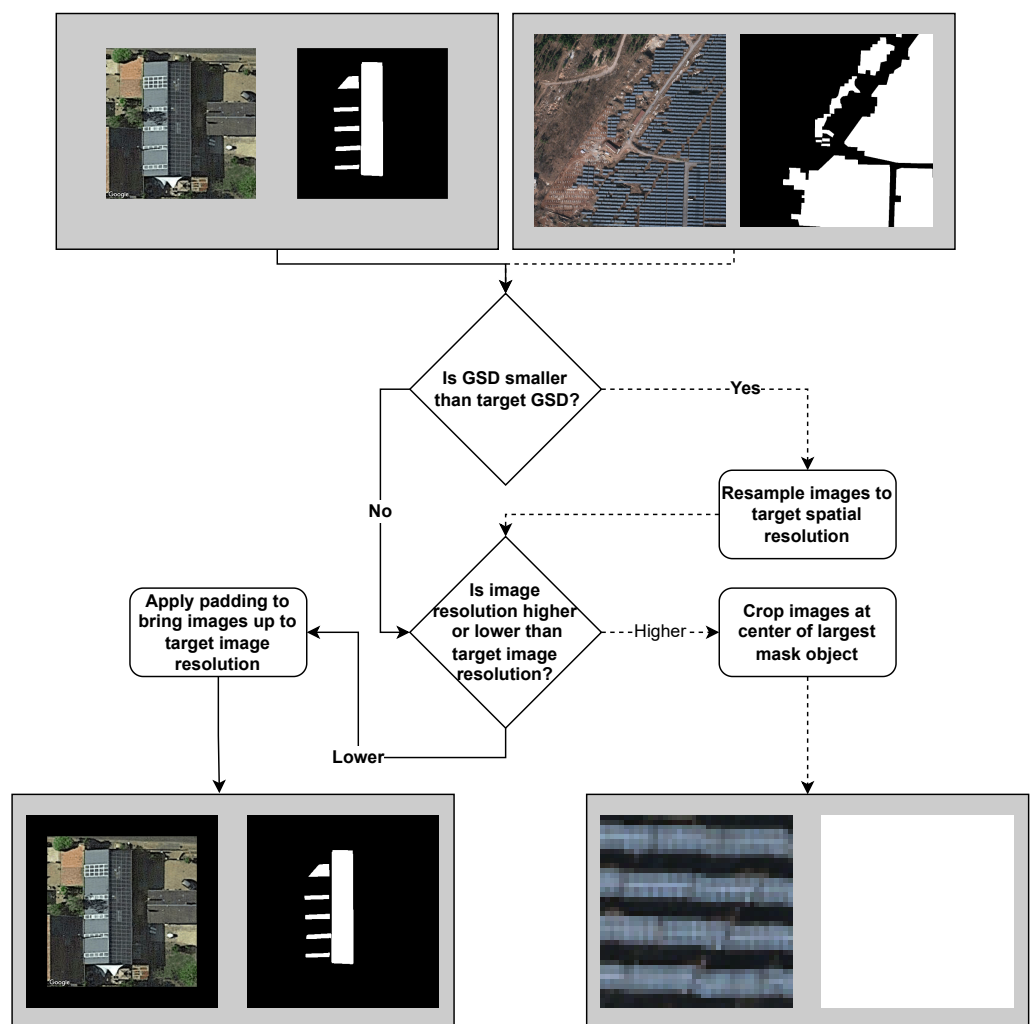 Google
Is GSD smaller
than target GSD?
Yes
Resample images to
target spatial
resolution
No
Is image
resolution higher
or lower than
target image
resolution?
Higher
Crop images at
center of largest
mask object
Apply padding to
bring images up to
target image
resolution
Lower
Google